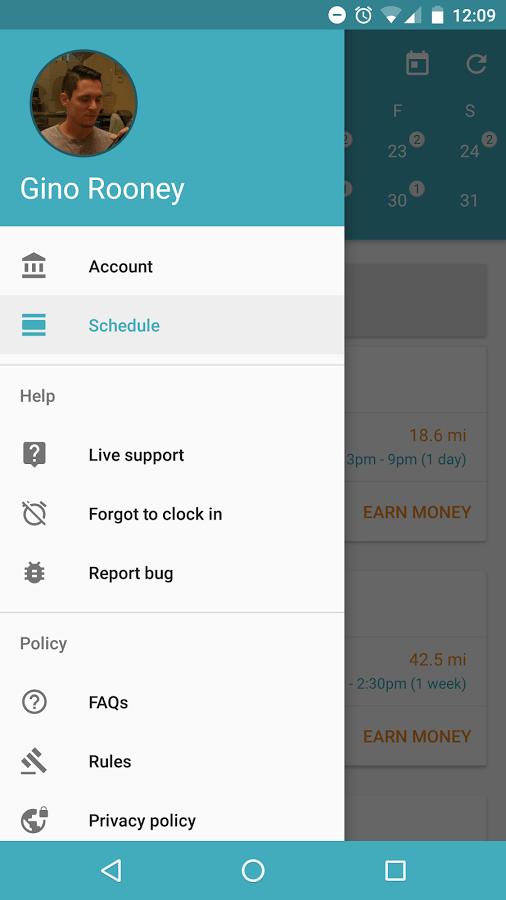 12:09
Gino Rooney
Account
Schedule
Help
Live support
Forgot to clock in
Report bug
Policy
FAQs
Rules
Privacy policy
F S
2 23 2 24 2
30 1 31
18.6 mi
3pm - 9pm (1 day)
EARN MONEY
42.5 mi
- 2:30pm (1 week)
EARN MONEY